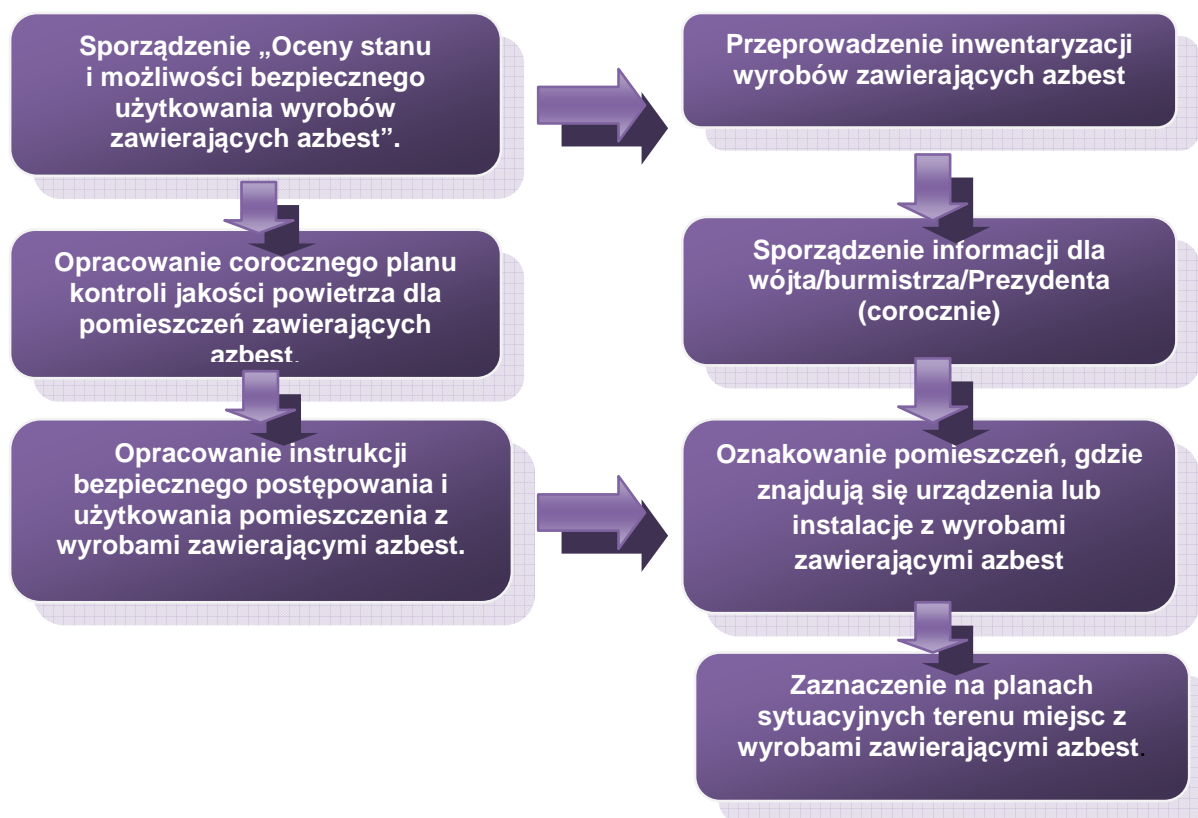 Sporządzenie „Oceny stanu
i możliwości bezpiecznego
użytkowania wyrobów
zawierających azbest”.
Przeprowadzenie inwentaryzacji
wyrobów zawierających azbest
Opracowanie corocznego planu
kontroli jakości powietrza dla
pomieszczeń zawierających
azbest.
Sporządzenie informacji dla
wójta/burmistrza/Prezydenta
(corocznie)
Opracowanie instrukcji
bezpiecznego postępowania i
użytkowania pomieszczenia z
wyrobami zawierającymi azbest.
Oznakowanie pomieszczeń, gdzie
znajdują się urządzenia lub
instalacje z wyrobami
zawierającymi azbest
Zaznaczenie na planach
sytuacyjnych terenu miejsc z
wyrobami zawierającymi azbest.